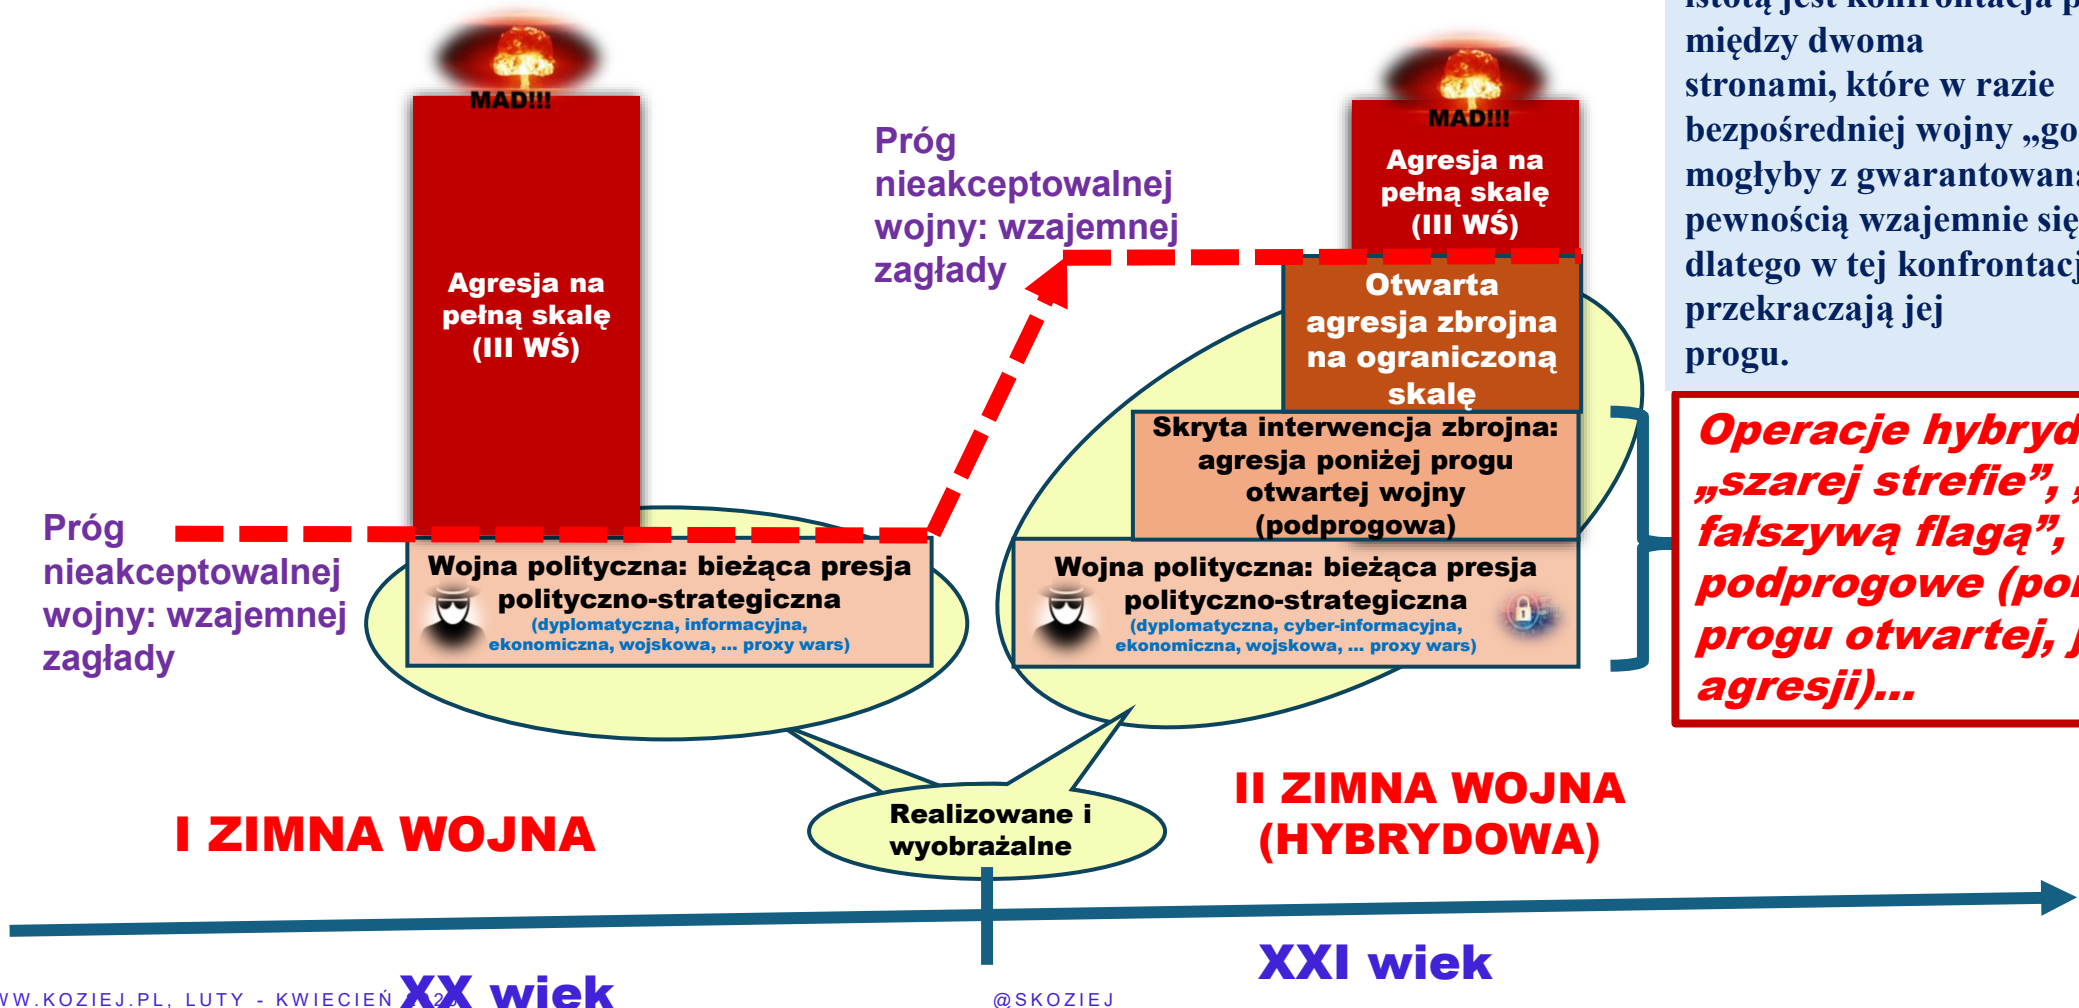 MAD!!!
Agresja na
pełną skalę
(III WŚ)
Próg
nieakceptowalnej
wojny: wzajemnej
zagłady
Wojna polityczna: bieżąca presja
polityczno-strategiczna
(dyplomatyczna, informacyjna,
ekonomiczna, wojskowa, ... proxy wars)
I ZIMNA WOJNA
Próg
nieakceptowalnej
wojny: wzajemnej
zagłady
MAD!!!
Agresja na
pełną skalę
(III WŚ)
Otwarta
agresja zbrojna
na ograniczoną
skalę
Skryta interwencja zbrojna:
agresja poniżej progu
otwartej wojny
(podprogowa)
Wojna polityczna: bieżąca presja
polityczno-strategiczna
(dyplomatyczna, cyber-informacyjna,
ekonomiczna, wojskowa, ... proxy wars)
istotą jest konfrontacja
między dwoma
stronami, które w razie
bezpośredniej wojny
mogłyby z
pewnością wzajemnie się
dlatego w tej
przekraczają jej
progu.
Operacje
„szarej strefie”,
fałszywą flagą”,
podprogowe
progu otwartej,
agresji)...
Realizowane i
wyobrażalne
II ZIMNA WOJNA
(HYBRYDOWA)
XX wiek
XXI wiek
LUTY - KWIECIEŃ
@SKOZIEJ